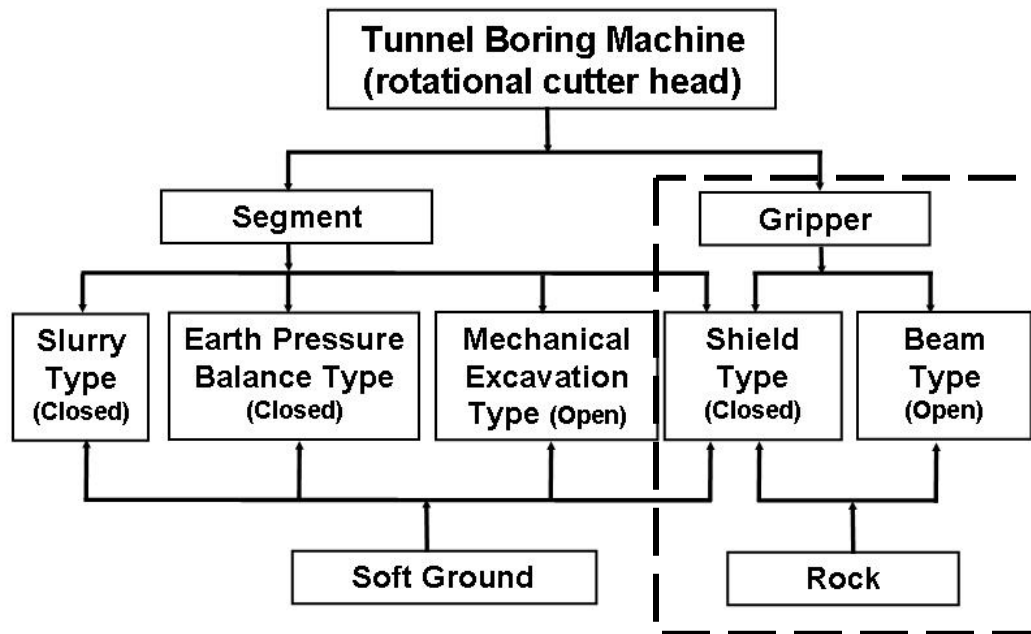 Tunnel Boring Machine
(rotational cutter head)
Segment
Gripper
Slurry
Type
(Closed)
Earth Pressure
Balance Type
(Closed)
Mechanical
Excavation
Type (Open)
Shield
Type
(Closed)
Beam
Type
(Open)
Soft Ground
Rock